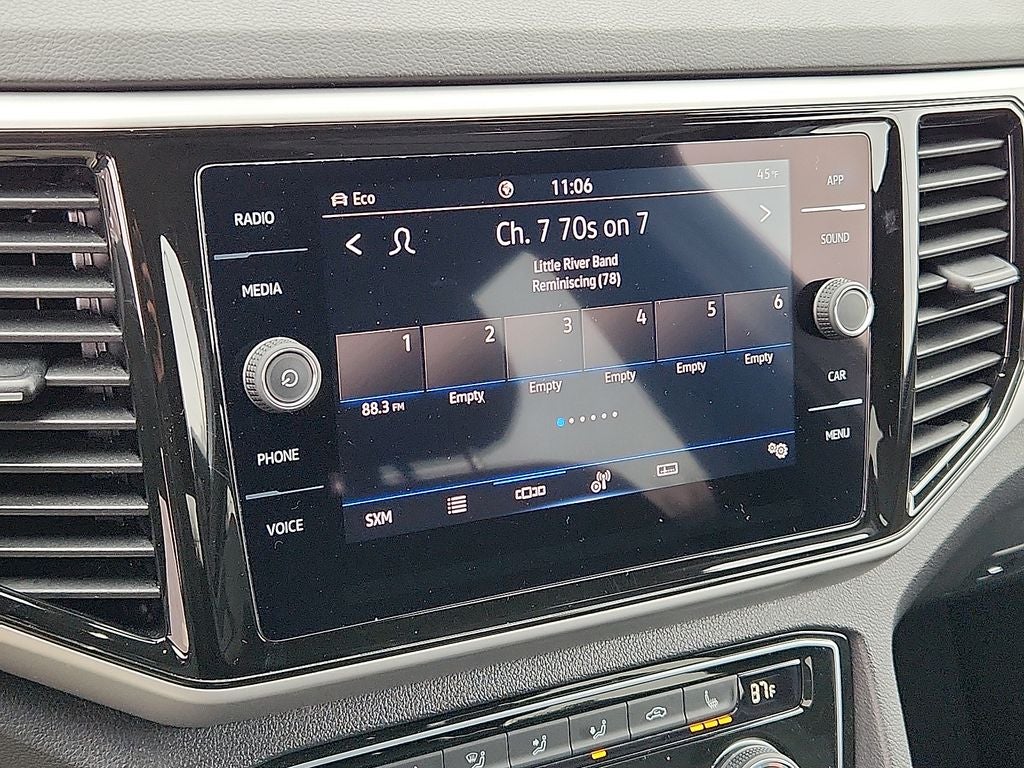 Eco 11:06 45°F
RADIO
MEDIA
PHONE
VOICE
Ch. 7 70s on 7
Little River Band
Reminiscing (78)
1 2 3 4 5 6
88.3 FM Empty Empty Empty Empty Empty
SXM
APP
SOUND
CAR
MENU
87°F